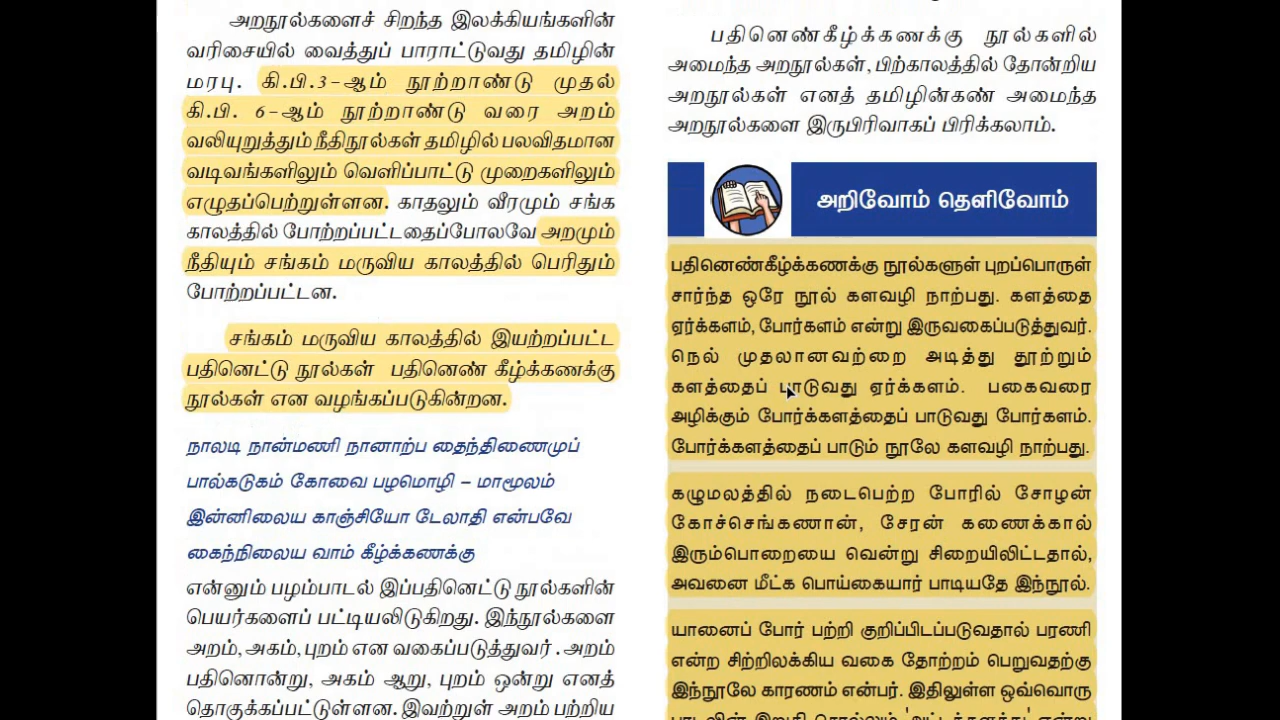 அறநூல்களைச் சிறந்த இலக்கியங்களின்
வரிசையில் வைத்துப் பாராட்டுவது தமிழின்
மரபு. கி.பி.3-ஆம் நூற்றாண்டு முதல்
கி.பி. 6-ஆம் நூற்றாண்டு வரை அறம்
வலியுறுத்தும் நீதிநூல்கள் தமிழில் பலவிதமான
வடிவங்களிலும் வெளிப்பாட்டு முறைகளிலும்
எழுதப்பெற்றுள்ளன. காதலும் வீரமும் சங்க
காலத்தில் போற்றப்பட்டதைப்போலவே அறமும்
நீதியும் சங்கம் மருவிய காலத்தில் பெரிதும்
போற்றப்பட்டன.
சங்கம் மருவிய காலத்தில் இயற்றப்பட்ட
பதினெட்டு நூல்கள் பதினெண் கீழ்க்கணக்கு
நூல்கள் என வழங்கப்படுகின்றன.
நாலடி நான்மணி நானாற்ப தைந்திணைமுப்
பால்கடுகம் கோவை பழமொழி – மாமூலம்
இன்னிலைய காஞ்சியோ டேலாதி என்பவே
கைந்நிலைய வாம் கீழ்க்கணக்கு
என்னும் பழம்பாடல் இப்பதினெட்டு நூல்களின்
பெயர்களைப் பட்டியலிடுகிறது. இந்நூல்களை
அறம், அகம், புறம் என வகைப்படுத்துவர் . அறம்
பதினொன்று, அகம் ஆறு, புறம் ஒன்று எனத்
தொகுக்கப்பட்டுள்ளன. இவற்றுள் அறம் பற்றிய
பதினெண்கீழ்க்கணக்கு நூல்களில்
அமைந்த அறநூல்கள், பிற்காலத்தில் தோன்றிய
அறநூல்கள் எனத் தமிழின்கண் அமைந்த
அறநூல்களை இருபிரிவாகப் பிரிக்கலாம்.
அறிவோம் தெளிவோம்
பதினெண்கீழ்க்கணக்கு நூல்களுள் புறப்பொருள்
சார்ந்த ஒரே நூல் களவழி நாற்பது. களத்தை
ஏர்க்களம், போர்களம் என்று இருவகைப்படுத்துவர்.
நெல் முதலானவற்றை அடித்து தூற்றும்
களத்தைப் பாடுவது ஏர்க்களம். பகைவரை
அழிக்கும் போர்க்களத்தைப் பாடுவது போர்களம்.
போர்க்களத்தைப் பாடும் நூலே களவழி நாற்பது.
கழுமலத்தில் நடைபெற்ற போரில் சோழன்
கோச்செங்கணான், சேரன் கணைக்கால்
இரும்பொறையை வென்று சிறையிலிட்டதால்,
அவனை மீட்க பொய்கையார் பாடியதே இந்நூல்.
யானைப் போர் பற்றி குறிப்பிடப்படுவதால் பரணி
என்ற சிற்றிலக்கிய வகை தோற்றம் பெறுவதற்கு
இந்நூலே காரணம் என்பர். இதிலுள்ள ஒவ்வொரு